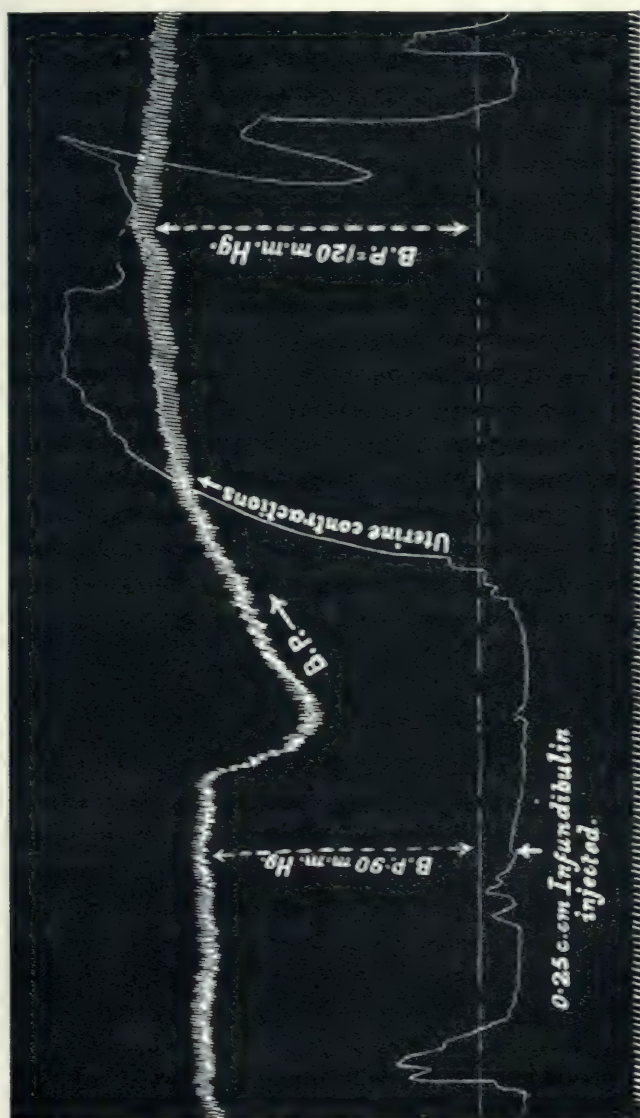 B.P.=120 m.m.Hg.
Uterine contractions
B.P.
B.P.90 m.m. Hg.
0·25 c.cm Infundibulin
injected.